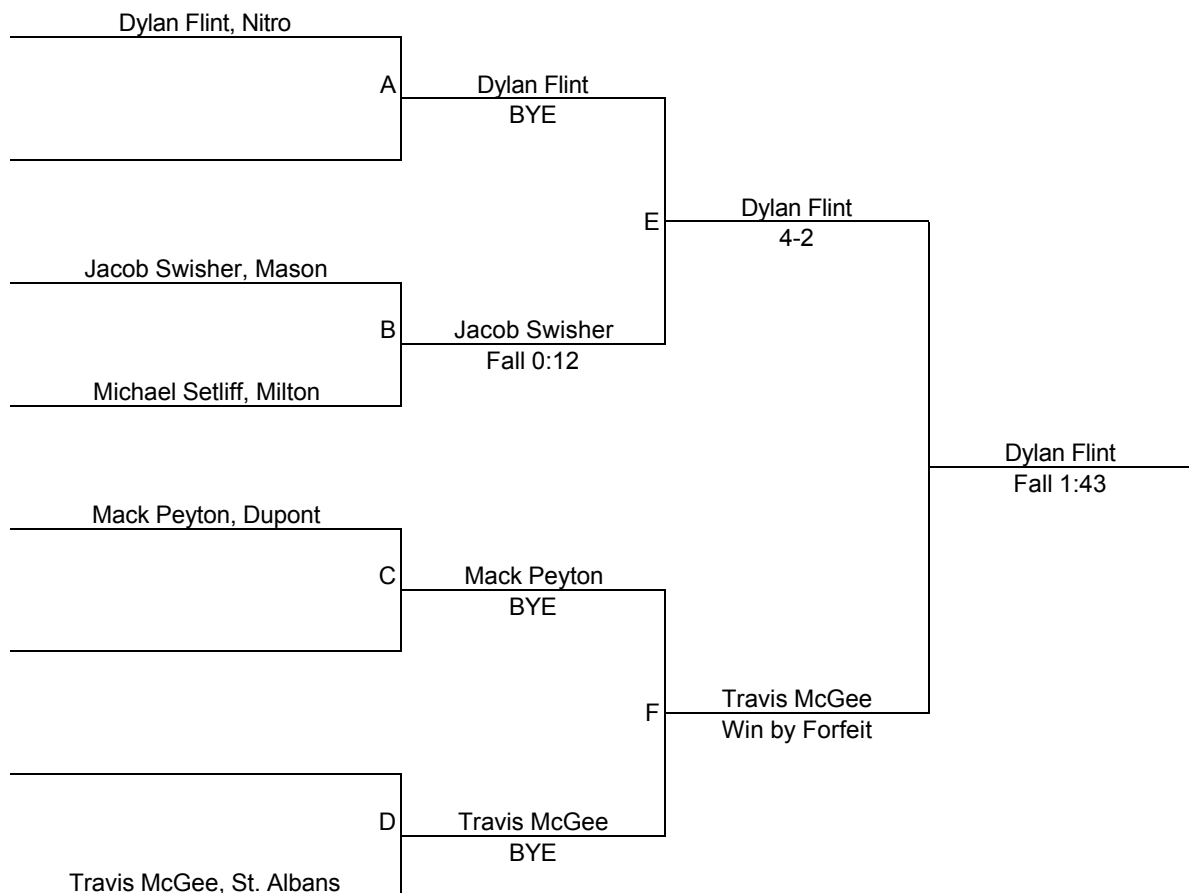 Dylan Flint, Nitro
A
Dylan Flint
BYE
E
Dylan Flint
4-2
Jacob Swisher, Mason
B
Jacob Swisher
Fall 0:12
Michael Setliff, Milton
Dylan Flint
Fall 1:43
Mack Peyton, Dupont
C
Mack Peyton
BYE
F
Travis McGee
Win by Forfeit
D
Travis McGee
BYE
Travis McGee, St. Albans